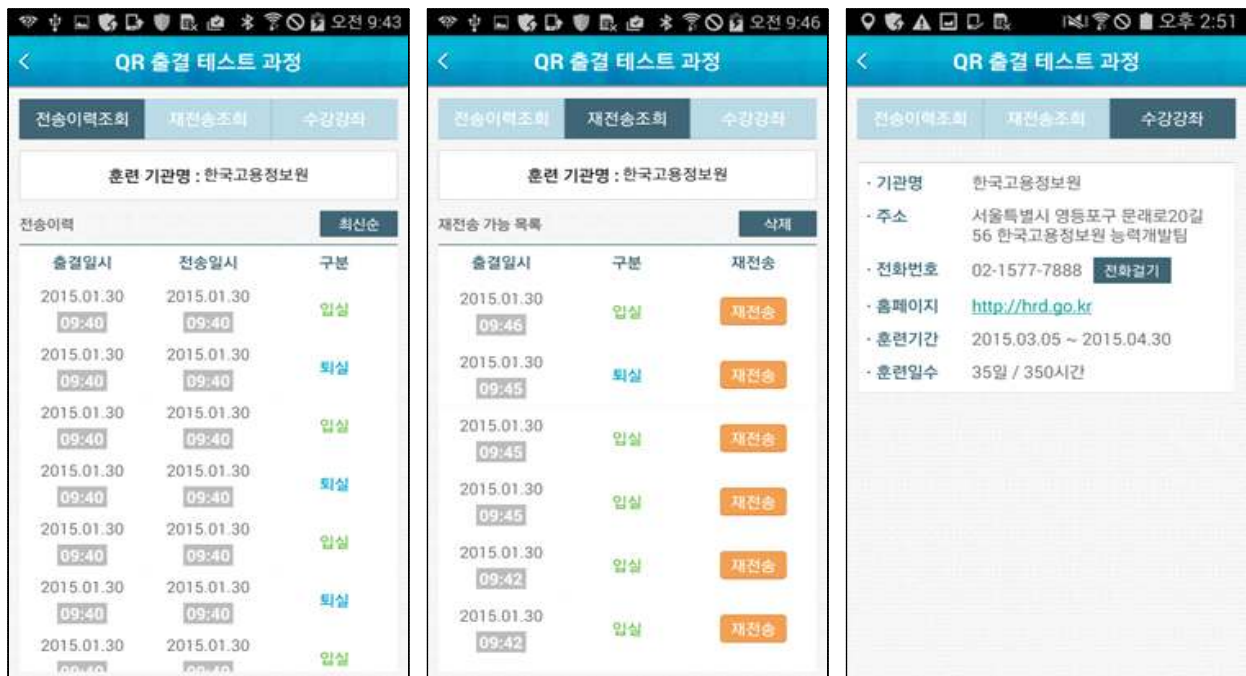 오전 9:43
QR 출결 테스트 과정
전송이력조회 재전송조회 수강강좌
훈련 기관명 : 한국고용정보원
전송이력 최신순
출결일시 전송일시 구분
2015.01.30 2015.01.30 입실
09:40 09:40
2015.01.30 2015.01.30 퇴실
09:40 09:40
2015.01.30 2015.01.30 입실
09:40 09:40
2015.01.30 2015.01.30 퇴실
09:40 09:40
2015.01.30 2015.01.30 입실
09:40 09:40
2015.01.30 2015.01.30 퇴실
09:40 09:40
2015.01.30 2015.01.30 입실
오전 9:46
QR 출결 테스트 과정
전송이력조회 재전송조회 수강강좌
훈련 기관명 : 한국고용정보원
재전송 가능 목록 삭제
출결일시 구분 재전송
2015.01.30 입실 재전송
09:46
2015.01.30 퇴실 재전송
09:45
2015.01.30 입실 재전송
09:45
2015.01.30 입실 재전송
09:45
2015.01.30 입실 재전송
09:42
2015.01.30 입실 재전송
09:42
오후 2:51
QR 출결 테스트 과정
전송이력조회 재전송조회 수강강좌
· 기관명 한국고용정보원
· 주소 서울특별시 영등포구 문래로20길
56 한국고용정보원 능력개발팀
· 전화번호 02-1577-7888 전화걸기
· 홈페이지 http://hrd.go.kr
· 훈련기간 2015.03.05 ~ 2015.04.30
· 훈련일수 35일 / 350시간